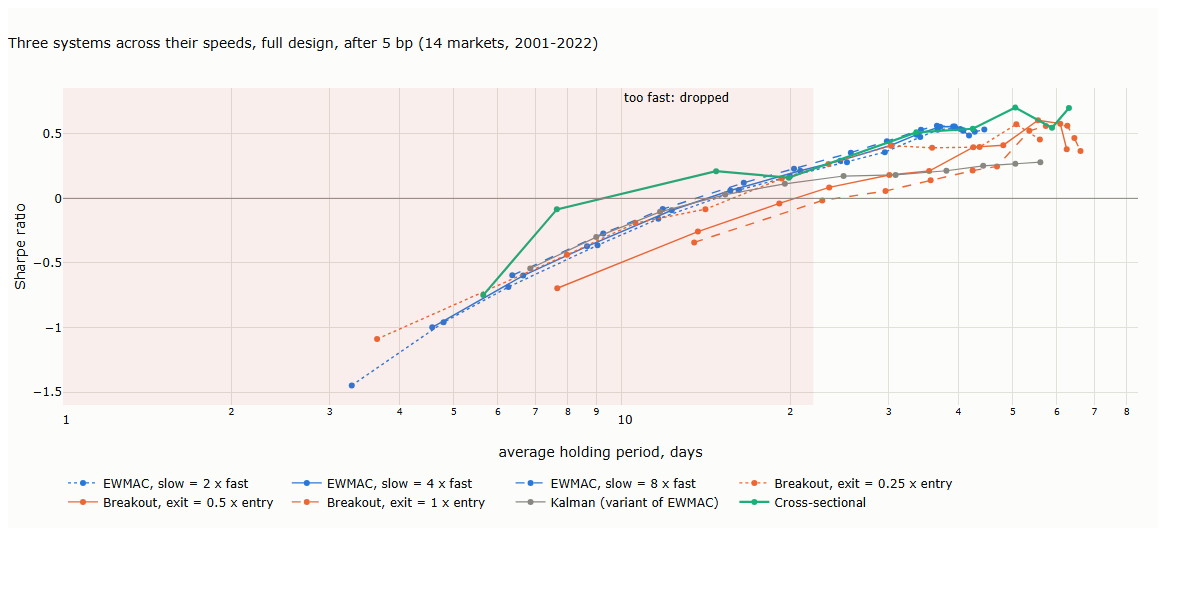 Three systems across their speeds, full design, after 5 bp (14 markets, 2001-2022)
too fast: dropped
0.5
0
−0.5
−1
−1.5
Sharpe ratio
1 2 3 4 5 6 7 8 9 10 2 3 4 5 6 7 8
average holding period, days
EWMAC, slow = 2 x fast EWMAC, slow = 4 x fast EWMAC, slow = 8 x fast Breakout, exit = 0.25 x entry
Breakout, exit = 0.5 x entry Breakout, exit = 1 x entry Kalman (variant of EWMAC) Cross-sectional